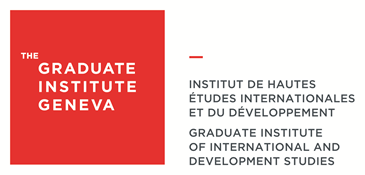 THE
GRADUATE
INSTITUTE
GENEVA
INSTITUT DE HAUTES
ÉTUDES INTERNATIONALES
ET DU DÉVELOPPEMENT
GRADUATE INSTITUTE
OF INTERNATIONAL AND
DEVELOPMENT STUDIES